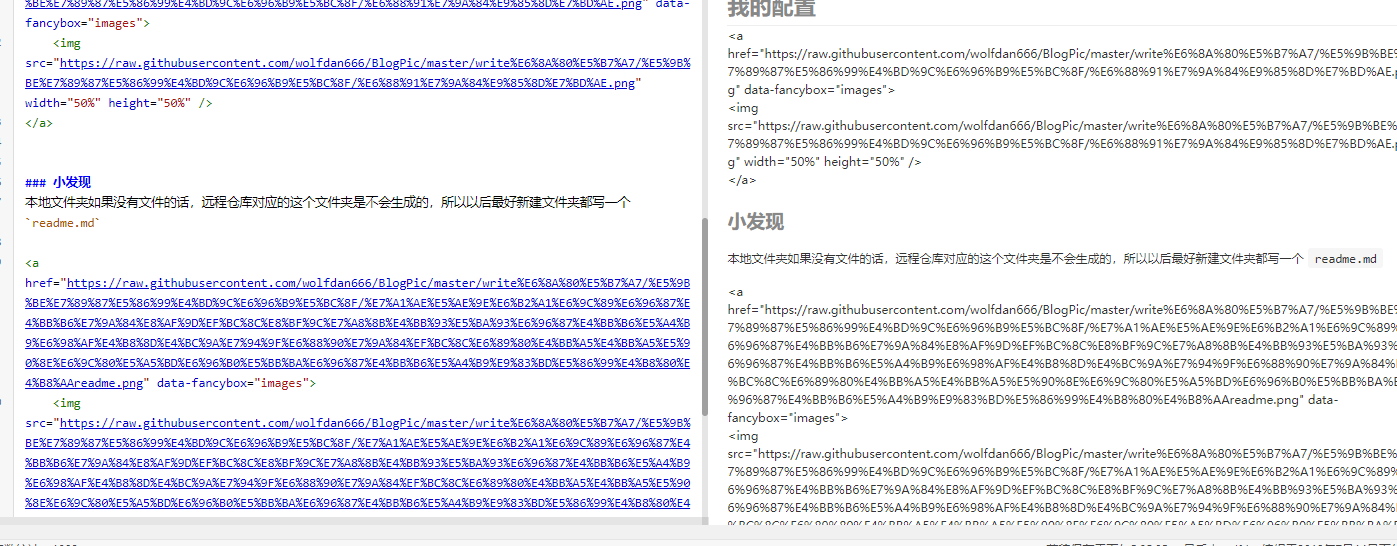 %BE%E7%89%87%E5%86%99%E4%BD%9C%E6%96%B9%E5%BC%8F/%E6%88%91%E7%9A%84%E9%85%8D%E7%BD%AE.png" data-
fancybox="images">
<img
src="https://raw.githubusercontent.com/wolfdan666/BlogPic/master/write%E6%8A%80%E5%B7%A7/%E5%9B%
BE%E7%89%87%E5%86%99%E4%BD%9C%E6%96%B9%E5%BC%8F/%E6%88%91%E7%9A%84%E9%85%8D%E7%BD%AE.png"
width="50%" height="50%" />
</a>
### 小发现
本地文件夹如果没有文件的话，远程仓库对应的这个文件夹是不会生成的，所以以后最好新建文件夹都写一个
`readme.md`
<a
href="https://raw.githubusercontent.com/wolfdan666/BlogPic/master/write%E6%8A%80%E5%B7%A7/%E5%9B%
BE%E7%89%87%E5%86%99%E4%BD%9C%E6%96%B9%E5%BC%8F/%E7%A1%AE%E5%AE%9E%E6%B2%A1%E6%9C%89%E6%96%87%E
4%BB%B6%E7%9A%84%E8%AF%9D%EF%BC%8C%E8%BF%9C%E7%A8%8B%E4%BB%93%E5%BA%93%E6%96%87%E4%BB%B6%E5%A4%B
9%E6%98%AF%E4%B8%8D%E4%BC%9A%E7%94%9F%E6%88%90%E7%9A%84%EF%BC%8C%E6%89%80%E4%BB%A5%E4%BB%A5%E5%9
0%8E%E6%9C%80%E5%A5%BD%E6%96%B0%E5%BB%BA%E6%96%87%E4%BB%B6%E5%A4%B9%E9%83%BD%E5%86%99%E4%B8%80%E
4%B8%AAreadme.png" data-fancybox="images">
<img
src="https://raw.githubusercontent.com/wolfdan666/BlogPic/master/write%E6%8A%80%E5%B7%A7/%E5%9B%
BE%E7%89%87%E5%86%99%E4%BD%9C%E6%96%B9%E5%BC%8F/%E7%A1%AE%E5%AE%9E%E6%B2%A1%E6%9C%89%E6%96%87%E4
%BB%B6%E7%9A%84%E8%AF%9D%EF%BC%8C%E8%BF%9C%E7%A8%8B%E4%BB%93%E5%BA%93%E6%96%87%E4%BB%B6%E5%A4%B9
%E6%98%AF%E4%B8%8D%E4%BC%9A%E7%94%9F%E6%88%90%E7%9A%84%EF%BC%8C%E6%89%80%E4%BB%A5%E4%BB%A5%E5%90
%8E%E6%9C%80%E5%A5%BD%E6%96%B0%E5%BB%BA%E6%96%87%E4%BB%B6%E5%A4%B9%E9%83%BD%E5%86%99%E4%B8%80%E4
我的配置
<a
href="https://raw.githubusercontent.com/wolfdan666/BlogPic/master/write%E6%8A%80%E5%B7%A7/%E5%9B%BE%E
7%89%87%E5%86%99%E4%BD%9C%E6%96%B9%E5%BC%8F/%E6%88%91%E7%9A%84%E9%85%8D%E7%BD%AE.p
g" data-fancybox="images">
<img
src="https://raw.githubusercontent.com/wolfdan666/BlogPic/master/write%E6%8A%80%E5%B7%A7/%E5%9B%BE%
7%89%87%E5%86%99%E4%BD%9C%E6%96%B9%E5%BC%8F/%E6%88%91%E7%9A%84%E9%85%8D%E7%BD%AE.p
g" width="50%" height="50%" />
</a>
小发现
本地文件夹如果没有文件的话，远程仓库对应的这个文件夹是不会生成的，所以以后最好新建文件夹都写一个 readme.md
<a
href="https://raw.githubusercontent.com/wolfdan666/BlogPic/master/write%E6%8A%80%E5%B7%A7/%E5%9B%BE%E
7%89%87%E5%86%99%E4%BD%9C%E6%96%B9%E5%BC%8F/%E7%A1%AE%E5%AE%9E%E6%B2%A1%E6%9C%89
6%96%87%E4%BB%B6%E7%9A%84%E8%AF%9D%EF%BC%8C%E8%BF%9C%E7%A8%8B%E4%BB%93%E5%BA%93
6%96%87%E4%BB%B6%E5%A4%B9%E6%98%AF%E4%B8%8D%E4%BC%9A%E7%94%9F%E6%88%90%E7%9A%84
%BC%8C%E6%89%80%E4%BB%A5%E4%BB%A5%E5%90%8E%E6%9C%80%E5%A5%BD%E6%96%B0%E5%BB%BA%E
%96%87%E4%BB%B6%E5%A4%B9%E9%83%BD%E5%86%99%E4%B8%80%E4%B8%AAreadme.png" data-
fancybox="images">
<img
src="https://raw.githubusercontent.com/wolfdan666/BlogPic/master/write%E6%8A%80%E5%B7%A7/%E5%9B%BE%
7%89%87%E5%86%99%E4%BD%9C%E6%96%B9%E5%BC%8F/%E7%A1%AE%E5%AE%9E%E6%B2%A1%E6%9C%89
6%96%87%E4%BB%B6%E7%9A%84%E8%AF%9D%EF%BC%8C%E8%BF%9C%E7%A8%8B%E4%BB%93%E5%BA%93
6%96%87%E4%BB%B6%E5%A4%B9%E6%98%AF%E4%B8%8D%E4%BC%9A%E7%94%9F%E6%88%90%E7%9A%84